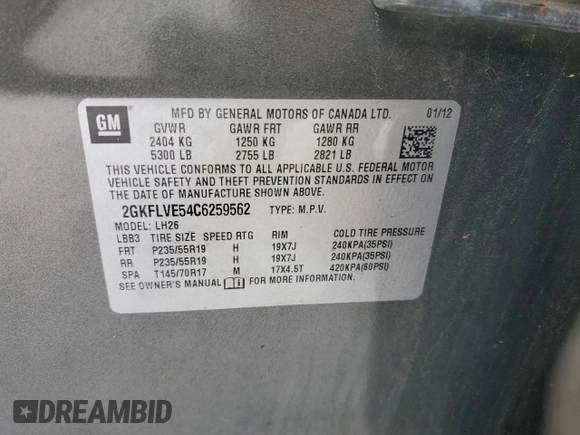 GM
MFD BY GENERAL MOTORS OF CANADA LTD. 01/12
GVWR GAWR FRT GAWR RR
2404 KG 1250 KG 1280 KG
5300 LB 2755 LB 2821 LB
THIS VEHICLE CONFORMS TO ALL APPLICABLE U.S. FEDERAL MOTOR
VEHICLE SAFETY AND THEFT PREVENTION STANDARDS IN EFFECT ON
THE DATE OF MANUFACTURE SHOWN ABOVE.
2GKFLVE54C6259562 TYPE: M.P.V.
MODEL: LH26
LBB3 TIRE SIZE SPEED RTG RIM COLD TIRE PRESSURE
FRT P235/55R19 H 19X7J 240KPA(35PSI)
RR P235/55R19 H 19X7J 240KPA(35PSI)
SPA T145/70R17 M 17X4.5T 420KPA(60PSI)
SEE OWNER'S MANUAL FOR MORE INFORMATION.
DREAMBID
DREAMBID.COM